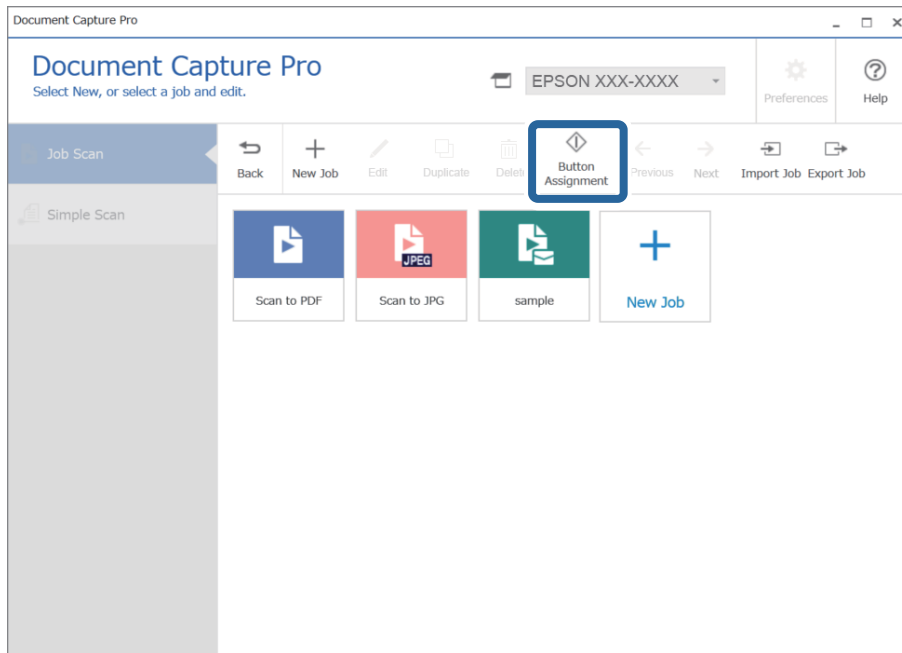 Document Capture Pro
Document Capture Pro
Select New, or select a job and edit.
EPSON XXX-XXXX
Preferences
Help
Job Scan
Simple Scan
Back
New Job
Edit
Duplicate
Delete
Button
Assignment
Previous
Next
Import Job
Export Job
JPEG
Scan to PDF
Scan to JPG
sample
New Job